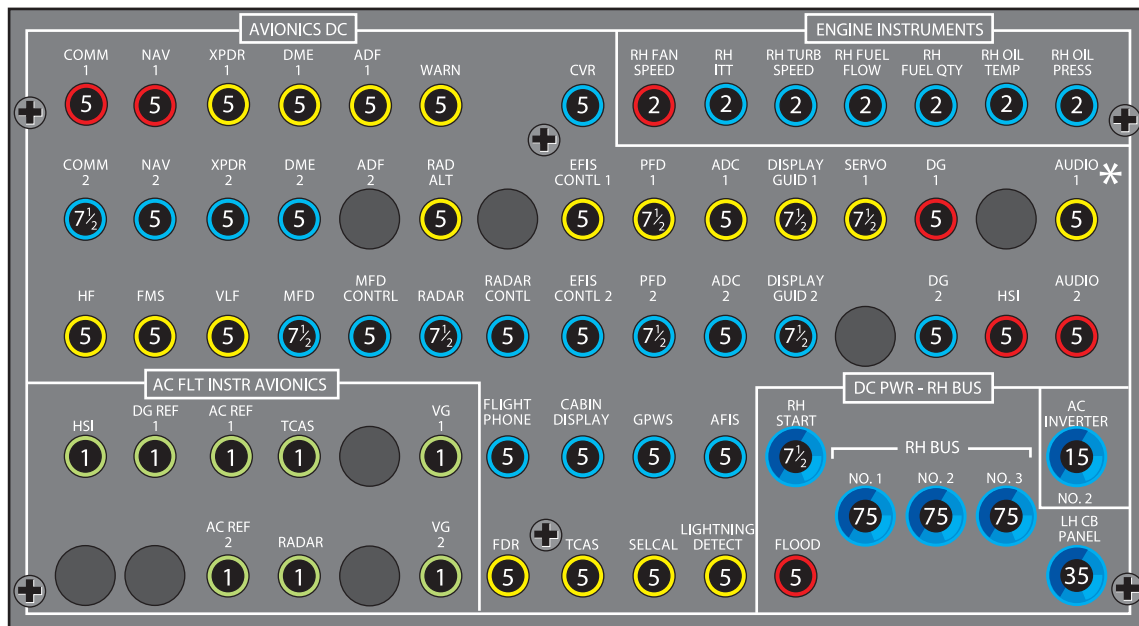 AVIONICS DC
ENGINE INSTRUMENTS
COMM 1 NAV 1 XPDR 1 DME 1 ADF 1 WARN CVR RH FAN SPEED RH ITT RH TURB SPEED RH FUEL FLOW RH FUEL QTY RH OIL TEMP RH OIL PRESS
5 5 5 5 5 5 5 2 2 2 2 2 2 2
COMM 2 NAV 2 XPDR 2 DME 2 ADF 2 RAD ALT EFIS CONTL 1 PFD 1 ADC 1 DISPLAY GUID 1 SERVO 1 DG 1 AUDIO 1 *
7½ 5 5 5 5 5 7½ 5 7½ 7½ 5 5
HF FMS VLF MFD MFD CONTRL RADAR RADAR CONTL EFIS CONTL 2 PFD 2 ADC 2 DISPLAY GUID 2 DG 2 HSI AUDIO 2
5 5 5 7½ 5 7½ 5 5 7½ 5 7½ 5 5 5
AC FLT INSTR AVIONICS
DC PWR - RH BUS
HSI DG REF 1 AC REF 1 TCAS VG 1 FLIGHT PHONE CABIN DISPLAY GPWS AFIS RH START AC INVERTER
1 1 1 1 1 5 5 5 5 7½ 15
RH BUS
NO. 1 NO. 2 NO. 3 NO. 2
75 75 75
AC REF 2 RADAR VG 2 FDR TCAS SELCAL LIGHTNING DETECT FLOOD LH CB PANEL
1 1 1 5 5 5 5 5 35